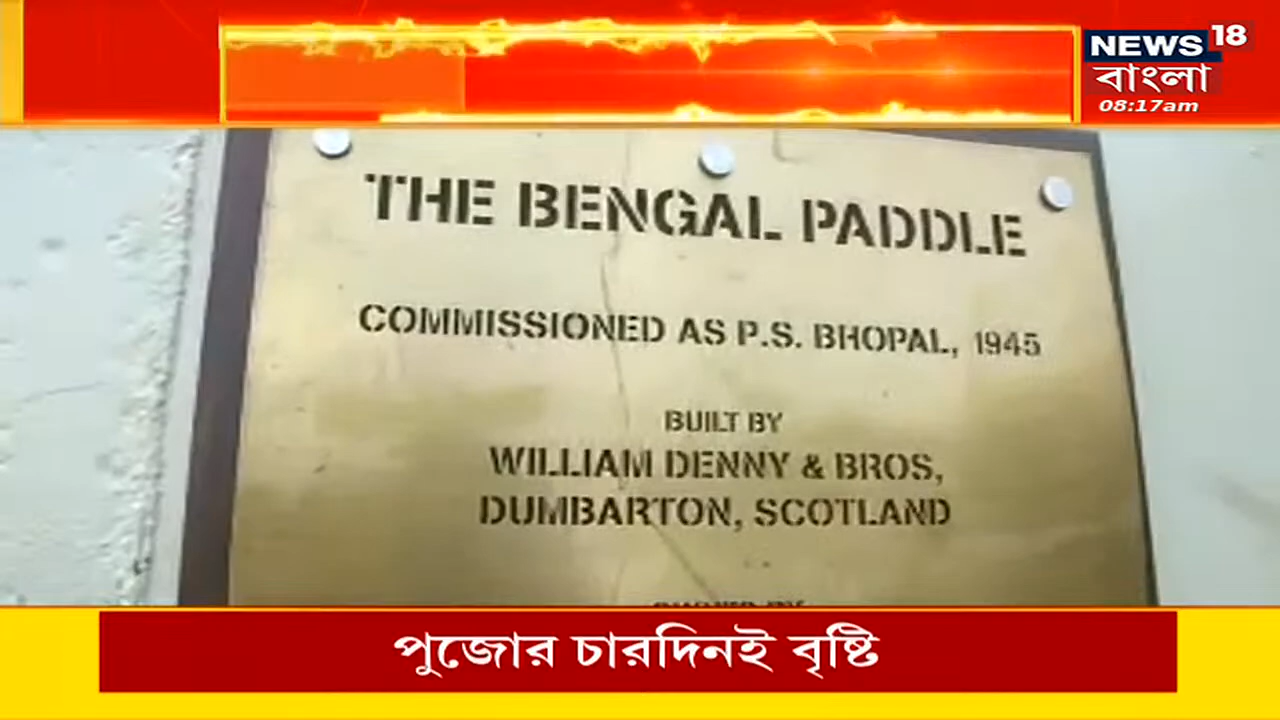 NEWS 18
বাংলা
08:17am
THE BENGAL PADDLE
COMMISSIONED AS P.S. BHOPAL, 1945
BUILT BY
WILLIAM DENNY & BROS,
DUMBARTON, SCOTLAND
পুজোর চারদিনই বৃষ্টি